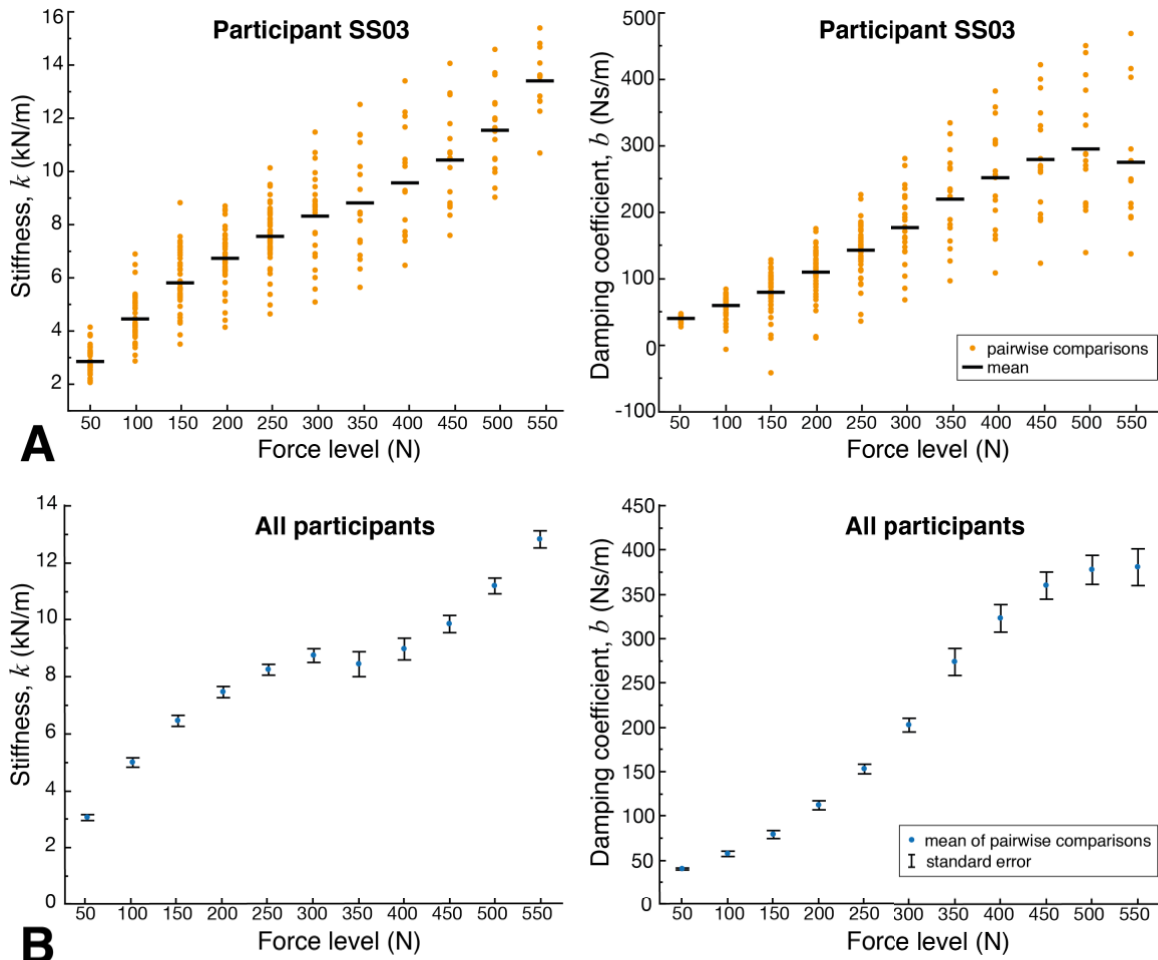 Participant SS03
Stiffness, k (kN/m)
16
14
12
10
8
6
4
2
50 100 150 200 250 300 350 400 450 500 550
Force level (N)
A
Participant SS03
Damping coefficient, b (Ns/m)
500
400
300
200
100
0
-100
pairwise comparisons
mean
50 100 150 200 250 300 350 400 450 500 550
Force level (N)
All participants
Stiffness, k (kN/m)
14
12
10
8
6
4
2
0
50 100 150 200 250 300 350 400 450 500 550
Force level (N)
B
All participants
Damping coefficient, b (Ns/m)
450
400
350
300
250
200
150
100
50
0
mean of pairwise comparisons
standard error
50 100 150 200 250 300 350 400 450 500 550
Force level (N)